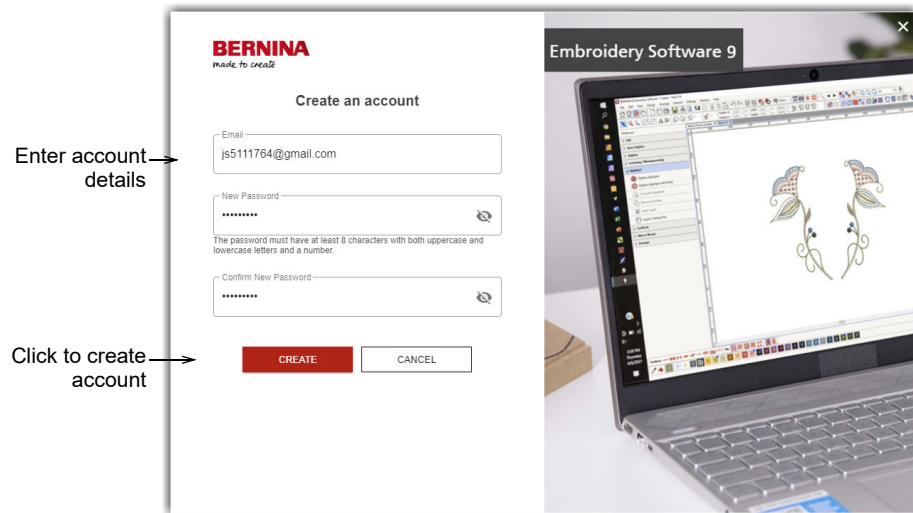 BERNINA
made to create
Embroidery Software 9
Create an account
Email
js5111764@gmail.com
Enter account
details
New Password
•••••••••
The password must have at least 8 characters with both uppercase and
lowercase letters and a number.
Confirm New Password
•••••••••
Click to create
account
CREATE
CANCEL